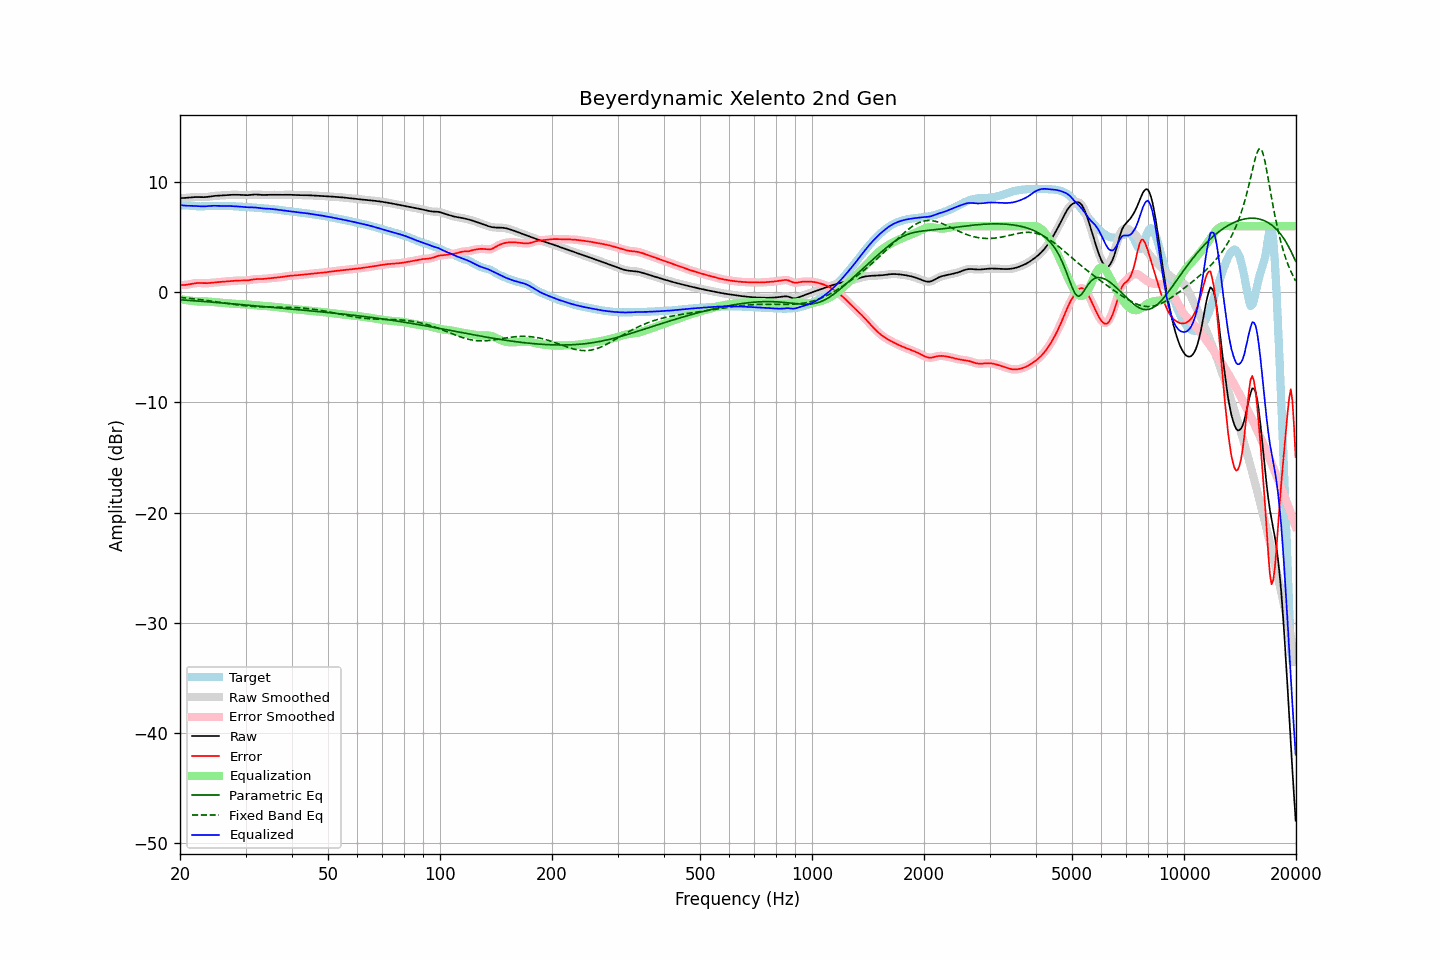 Beyerdynamic Xelento 2nd Gen
10
0
−10
−20
−30
−40
−50
Amplitude (dBr)
Target
Raw Smoothed
Error Smoothed
Raw
Error
Equalization
Parametric Eq
Fixed Band Eq
Equalized
20
50
100
200
500
1000
2000
5000
10000
20000
Frequency (Hz)